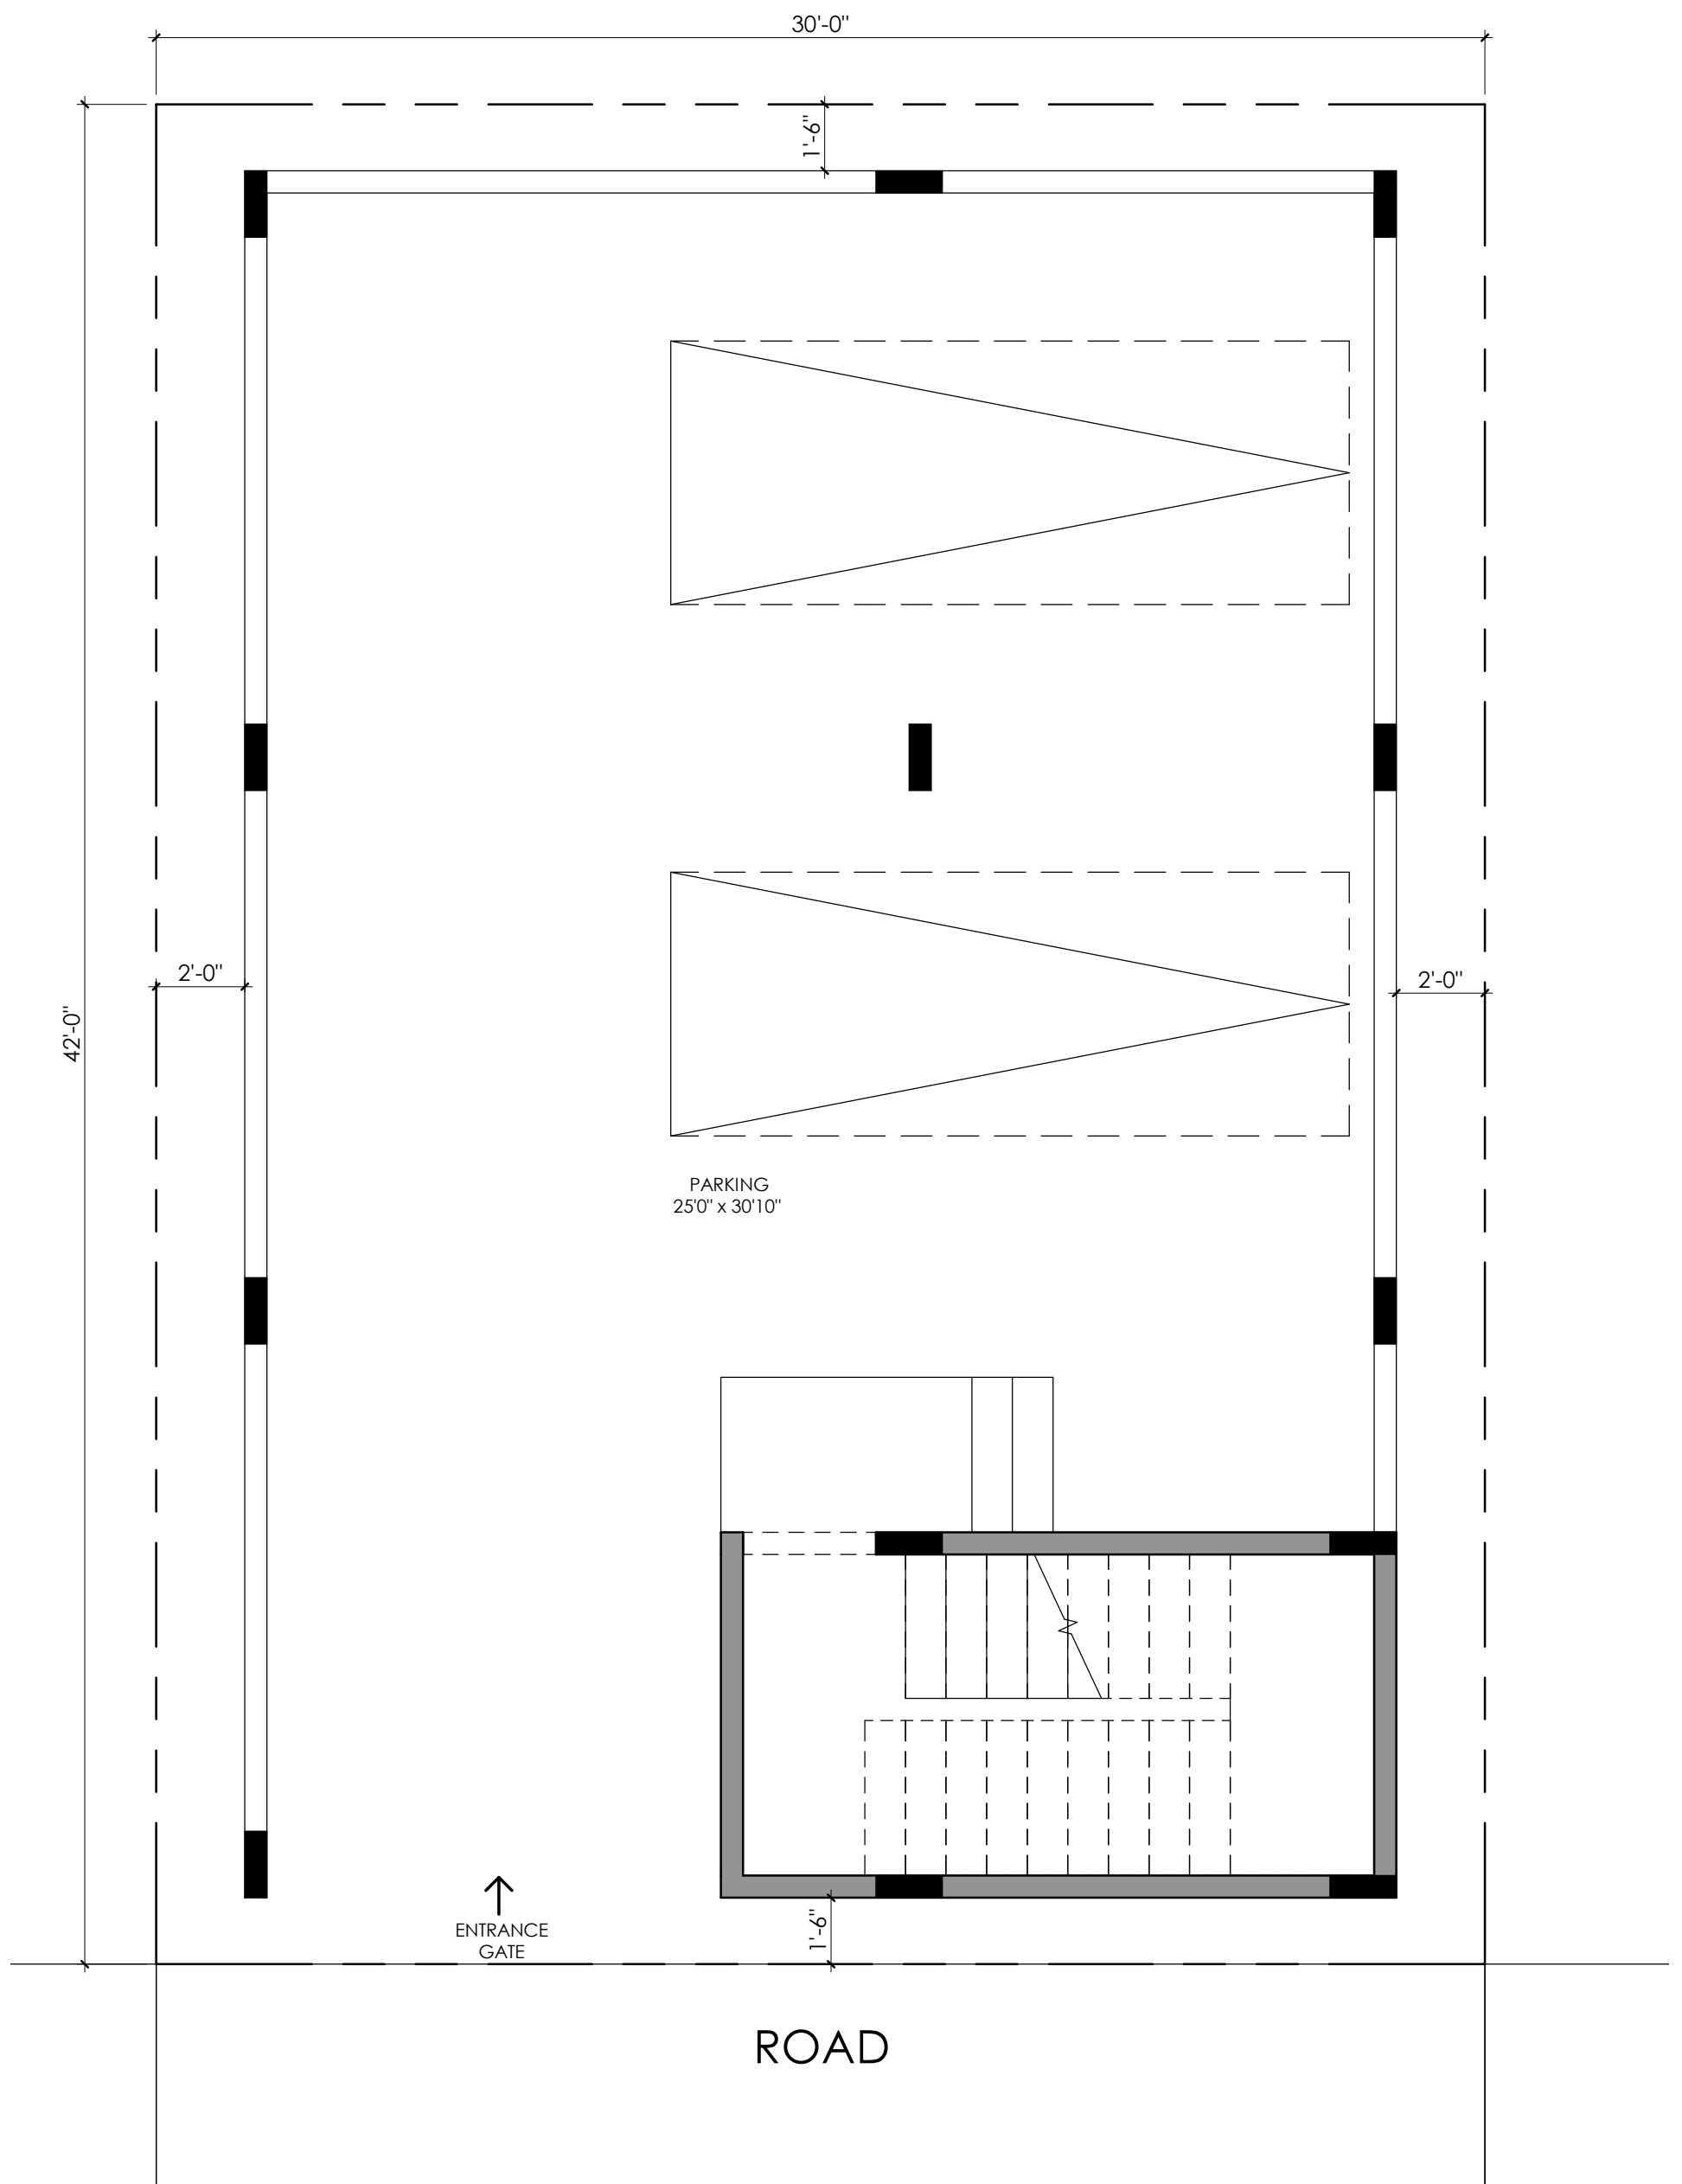 30'-0"
1'-6"
2'-0"
2'-0"
42'-0"
PARKING
25'0" x 30'10"
ENTRANCE
GATE
1'-6"
ROAD